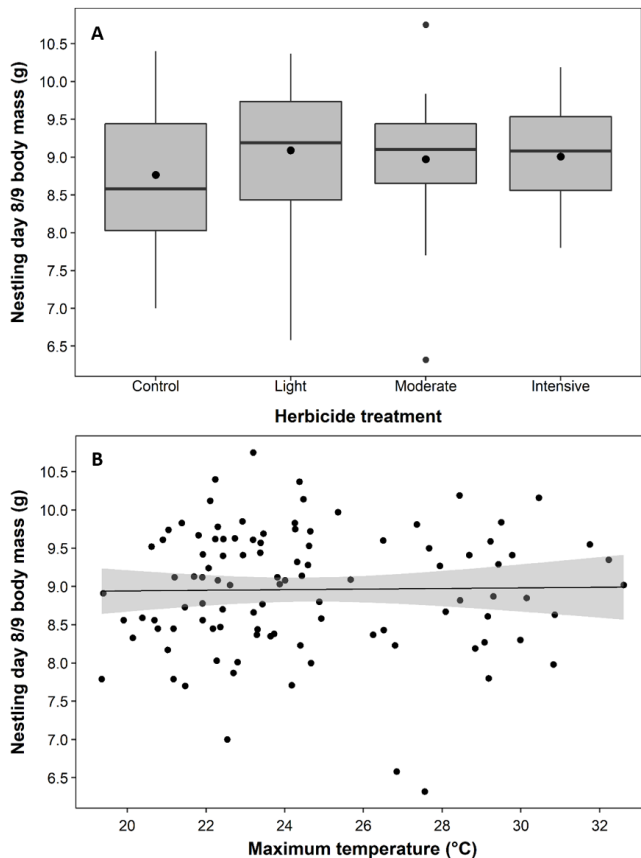 A
Nestling day 8/9 body mass (g)
10.5
10.0
9.5
9.0
8.5
8.0
7.5
7.0
6.5
Control Light Moderate Intensive
Herbicide treatment
B
Nestling day 8/9 body mass (g)
10.5
10.0
9.5
9.0
8.5
8.0
7.5
7.0
6.5
20 22 24 26 28 30 32
Maximum temperature (°C)